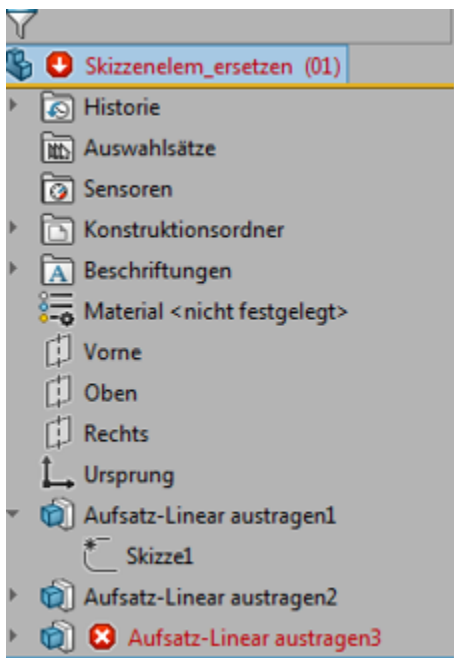 Skizzenelem_ersetzen (01)
Historie
Auswahlsätze
Sensoren
Konstruktionsordner
Beschriftungen
Material <nicht festgelegt>
Vorne
Oben
Rechts
Ursprung
Aufsatz-Linear austragen1
Skizze1
Aufsatz-Linear austragen2
Aufsatz-Linear austragen3